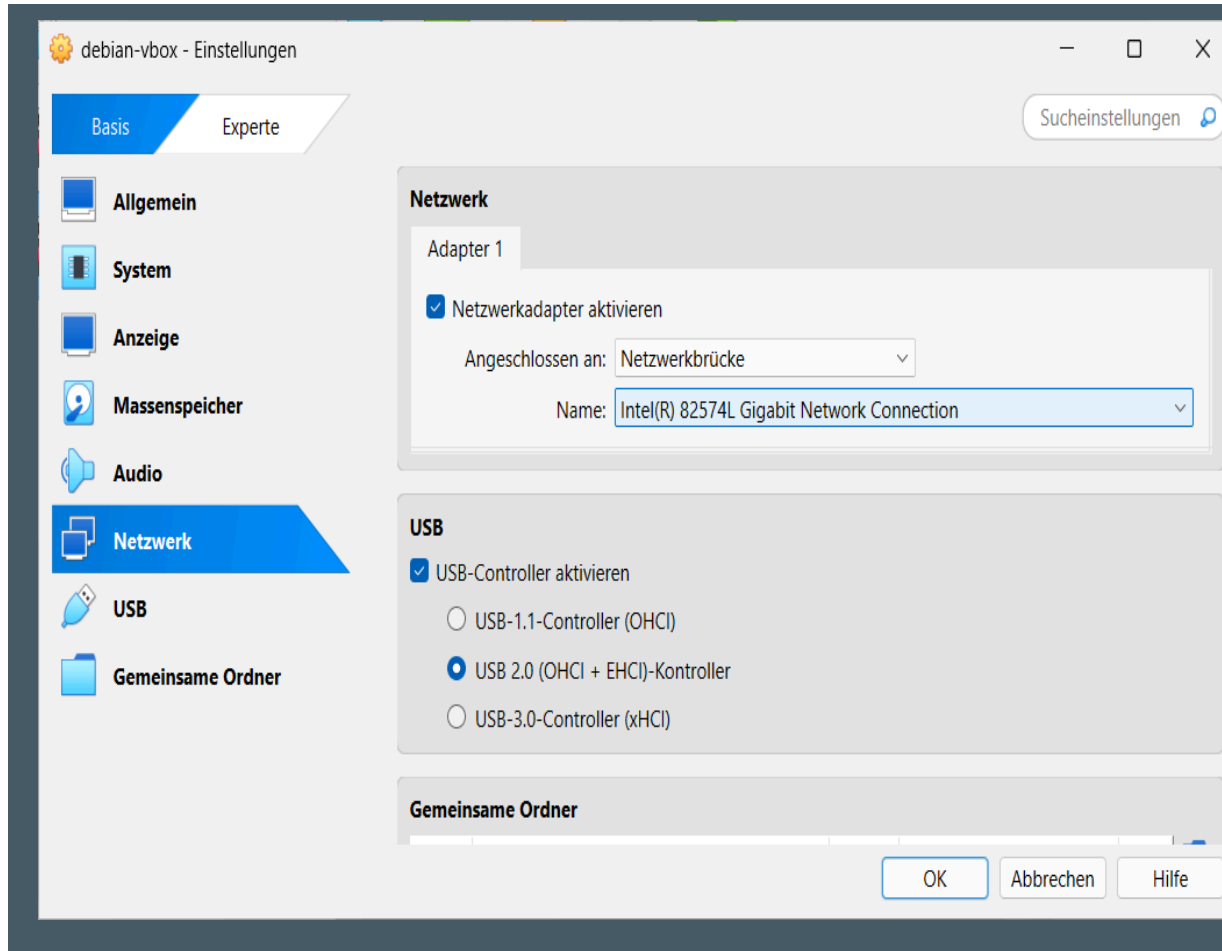 debian-vbox - Einstellungen
Basis
Experte
Sucheinstellungen
Allgemein
System
Anzeige
Massenspeicher
Audio
Netzwerk
USB
Gemeinsame Ordner
Netzwerk
Adapter 1
Netzwerkadapter aktivieren
Angeschlossen an: Netzwerkbrücke
Name: Intel(R) 82574L Gigabit Network Connection
USB
USB-Controller aktivieren
USB-1.1-Controller (OHCI)
USB 2.0 (OHCI + EHCI)-Kontroller
USB-3.0-Controller (xHCI)
Gemeinsame Ordner
OK
Abbrechen
Hilfe